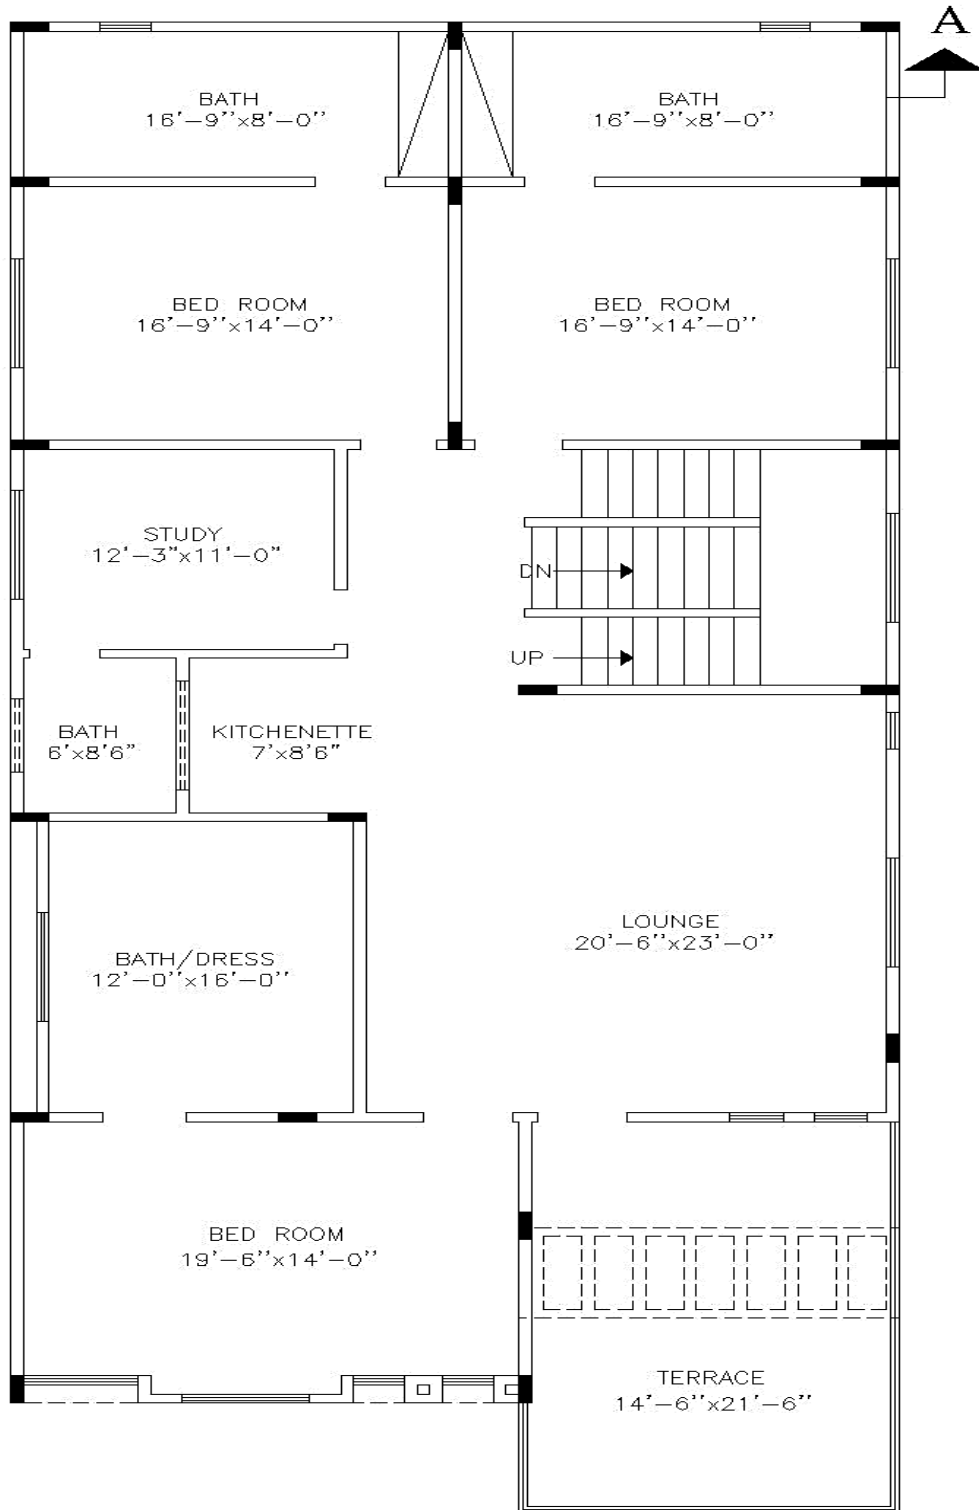 A
BATH
16'-9''x8'-0''
BATH
16'-9''x8'-0''
BED ROOM
16'-9''x14'-0''
BED ROOM
16'-9''x14'-0''
STUDY
12'-3"x11'-0"
DN
UP
BATH
6'x8'6"
KITCHENETTE
7'x8'6"
LOUNGE
20'-6''x23'-0''
BATH/DRESS
12'-0''x16'-0''
BED ROOM
19'-6''x14'-0''
TERRACE
14'-6''x21'-6''